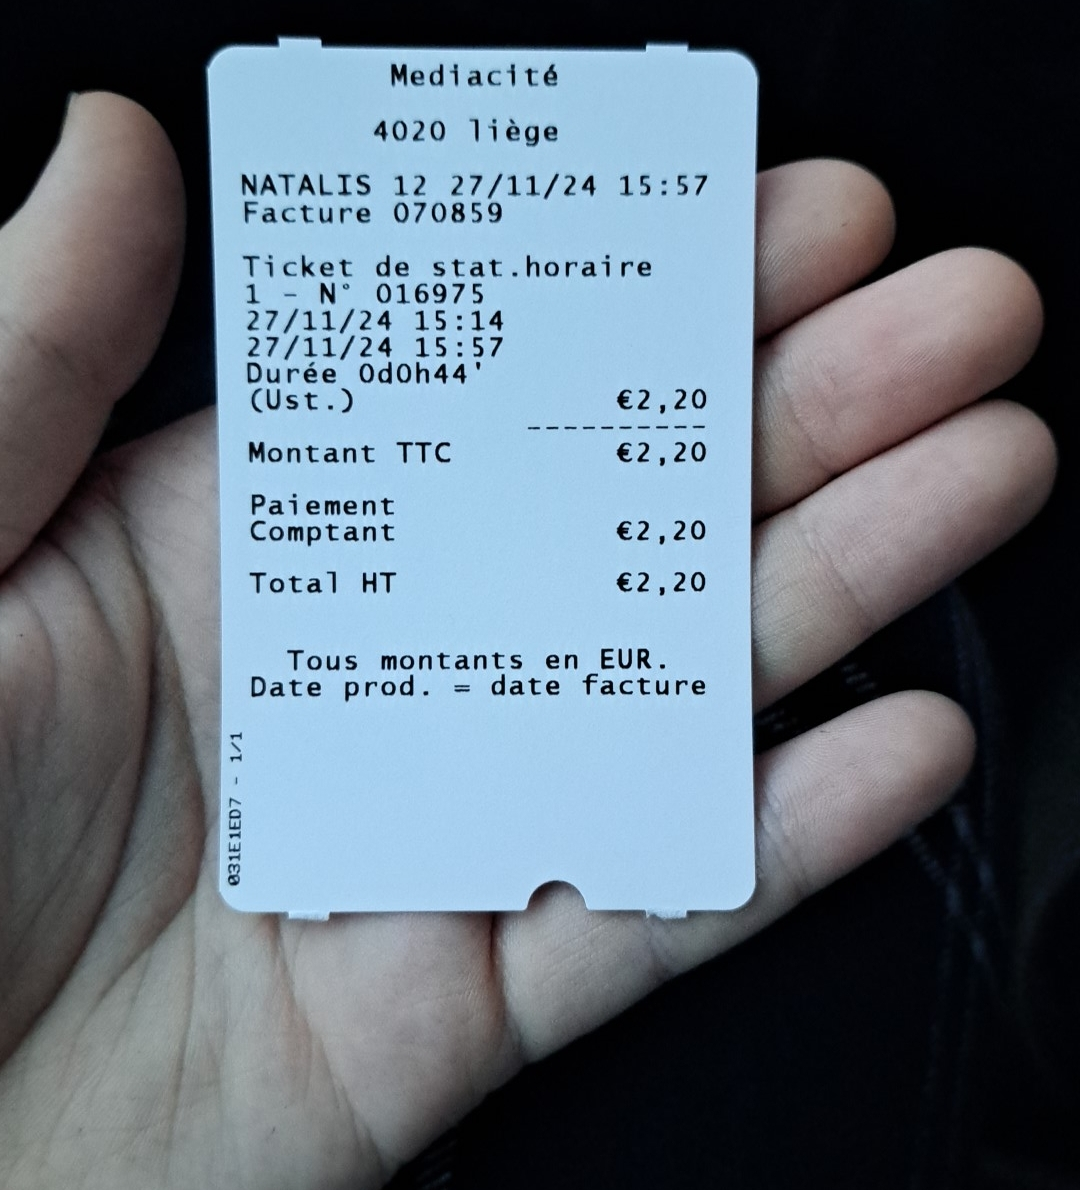 Mediacité
4020 liège
NATALIS 12 27/11/24 15:57
Facture 070859
Ticket de stat.horaire
1 - N° 016975
27/11/24 15:14
27/11/24 15:57
Durée 0d0h44'
(Ust.) €2,20
----------
Montant TTC €2,20
Paiement
Comptant €2,20
Total HT €2,20
Tous montants en EUR.
Date prod. = date facture
031E1ED7 - 1/1